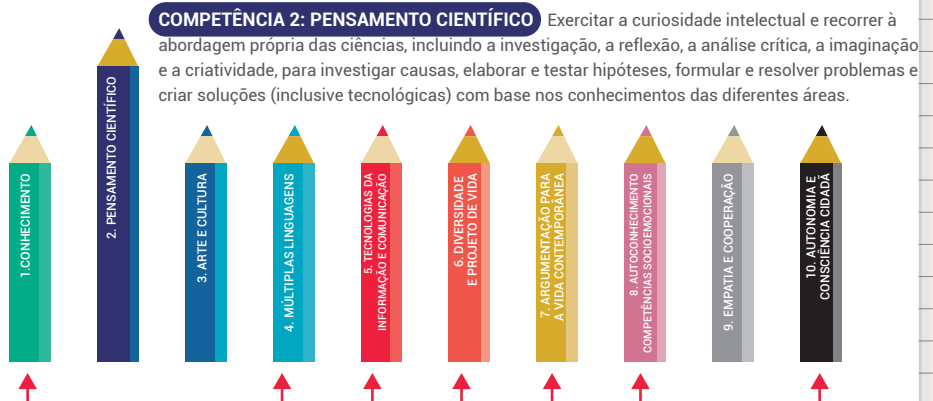 COMPETÊNCIA 2: PENSAMENTO CIENTÍFICO Exercitar a curiosidade intelectual e recorrer à
abordagem própria das ciências, incluindo a investigação, a reflexão, a análise crítica, a imaginação
e a criatividade, para investigar causas, elaborar e testar hipóteses, formular e resolver problemas e
criar soluções (inclusive tecnológicas) com base nos conhecimentos das diferentes áreas.
1.CONHECIMENTO
2. PENSAMENTO CIENTÍFICO
3. ARTE E CULTURA
4. MÚLTIPLAS LINGUAGENS
5. TECNOLOGIAS DA
INFORMAÇÃO E COMUNICAÇÃO
6. DIVERSIDADE
E PROJETO DE VIDA
7. ARGUMENTAÇÃO PARA
A VIDA CONTEMPORÂNEA
8. AUTOCONHECIMENTO
COMPETÊNCIAS SOCIOEMOCIONAIS
9. EMPATIA E COOPERAÇÃO
10. AUTONOMIA E
CONSCIÊNCIA CIDADÃ